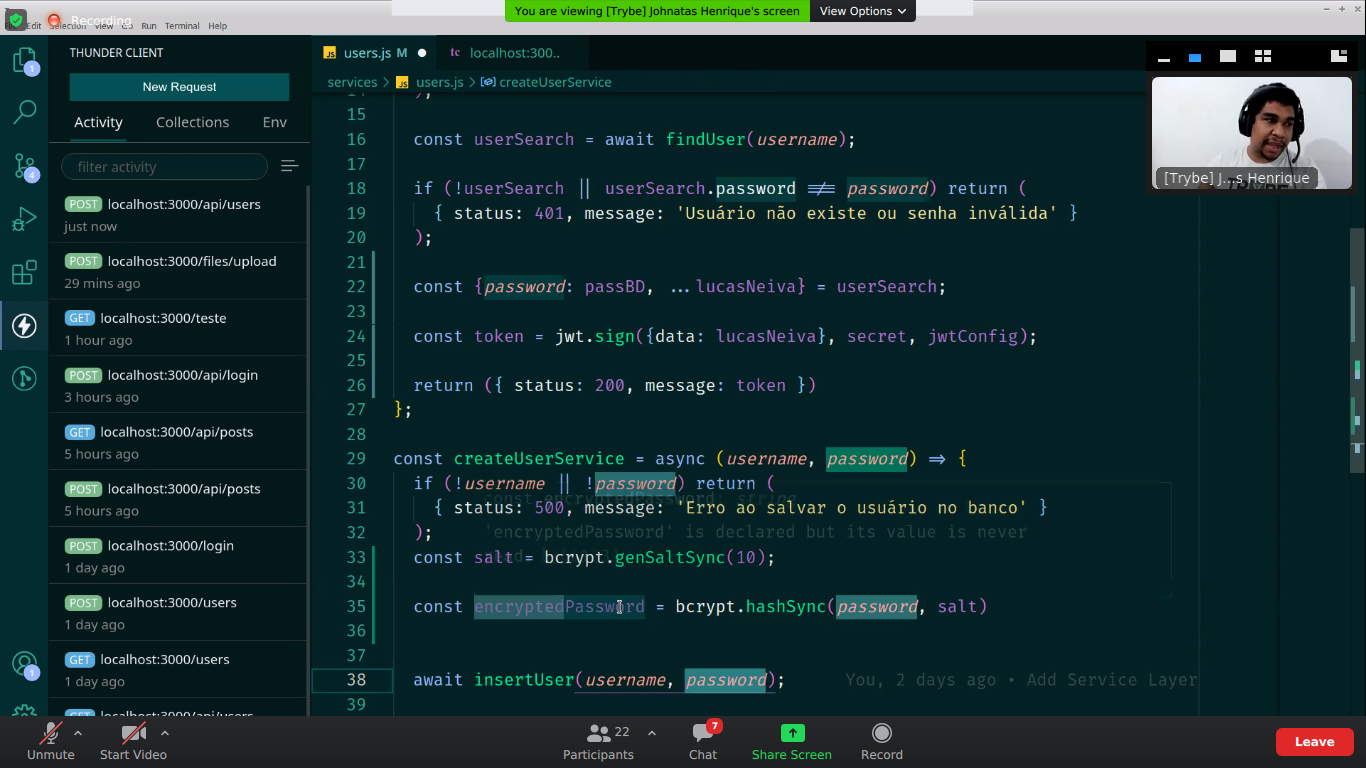 Recording
You are viewing [Trybe] Johnatas Henrique's screen
View Options
View Go Run Terminal Help
THUNDER CLIENT
New Request
Activity Collections Env
filter activity
POST localhost:3000/api/users
just now
POST localhost:3000/files/upload
29 mins ago
GET localhost:3000/teste
1 hour ago
POST localhost:3000/api/login
3 hours ago
GET localhost:3000/api/posts
5 hours ago
POST localhost:3000/api/posts
5 hours ago
POST localhost:3000/login
1 day ago
POST localhost:3000/users
1 day ago
GET localhost:3000/users
1 day ago
GET localhost:3000/api/users
1
4
1
1
JS users.js M
tc localhost:300..
services > JS users.js > createUserService
14 );
15
16 const userSearch = await findUser(username);
17
18 if (!userSearch || userSearch.password !== password) return (
19 { status: 401, message: 'Usuário não existe ou senha inválida' }
20 );
21
22 const {password: passBD, ...lucasNeiva} = userSearch;
23
24 const token = jwt.sign({data: lucasNeiva}, secret, jwtConfig);
25
26 return ({ status: 200, message: token })
27 };
28
29 const createUserService = async (username, password) => {
30 if (!username || !password) return (
const encryptedPassword: string
31 { status: 500, message: 'Erro ao salvar o usuário no banco' }
'encryptedPassword' is declared but its value is never
32 );
33 const salt = bcrypt.genSaltSync(10);
34
35 const encryptedPassword = bcrypt.hashSync(password, salt)
36
37
38 await insertUser(username, password); You, 2 days ago • Add Service Layer
39
[Trybe] J...s Henrique
Unmute
Start Video
22
Participants
7
Chat
Share Screen
Record
Leave